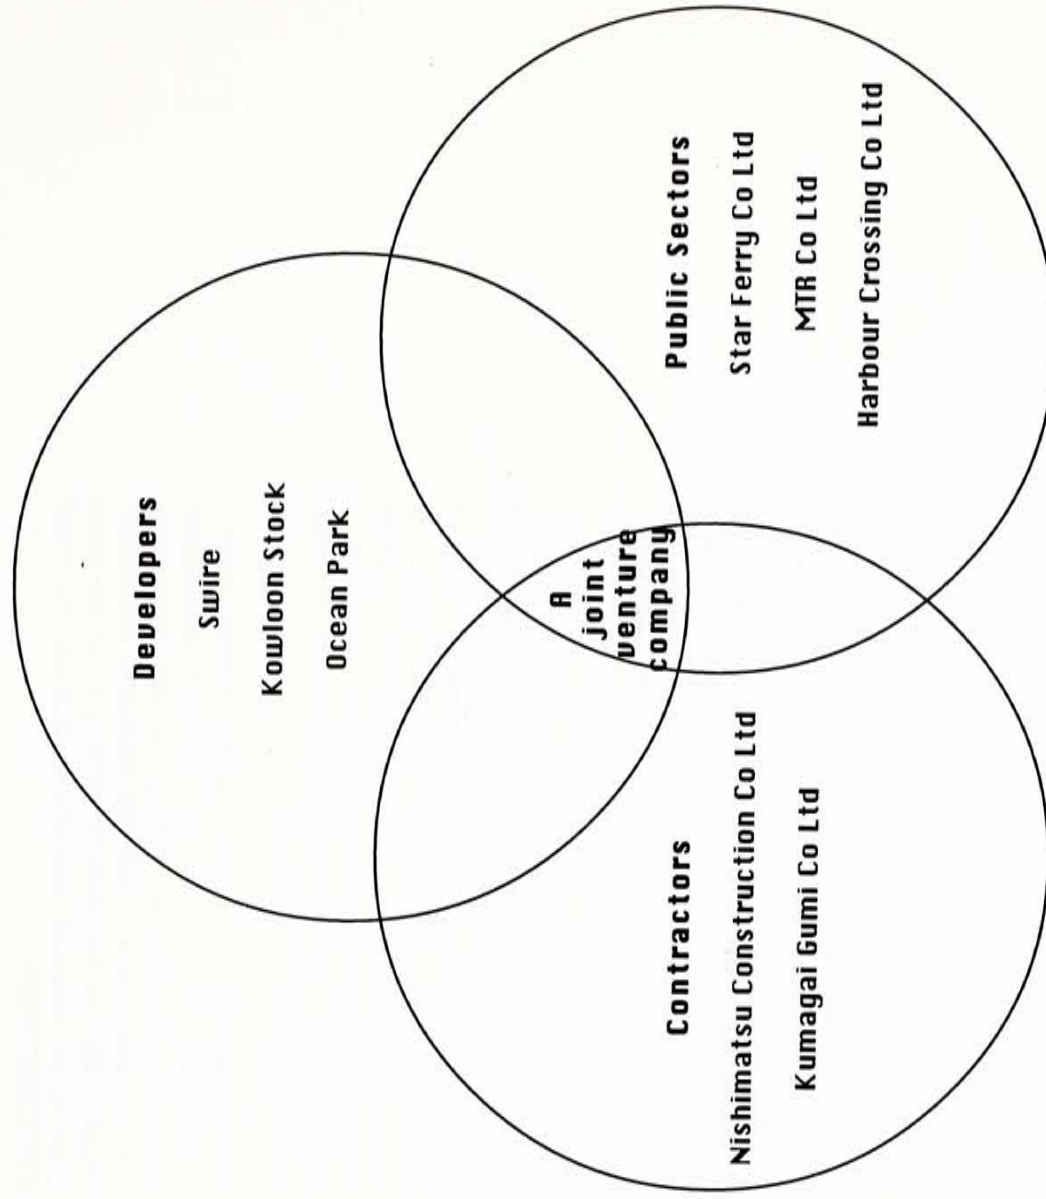 Developers
Swire
Kowloon Stock
Ocean Park
A
joint
venture
company
Contractors
Nishimatsu Construction Co Ltd
Kumagai Gumi Co Ltd
Public Sectors
Star Ferry Co Ltd
MTR Co Ltd
Harbour Crossing Co Ltd